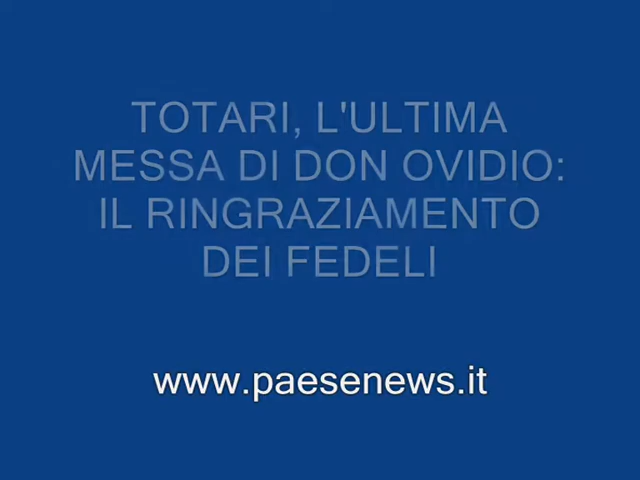 TOTARI, L'ULTIMA
MESSA DI DON OVIDIO:
IL RINGRAZIAMENTO
DEI FEDELI
www.paesenews.it